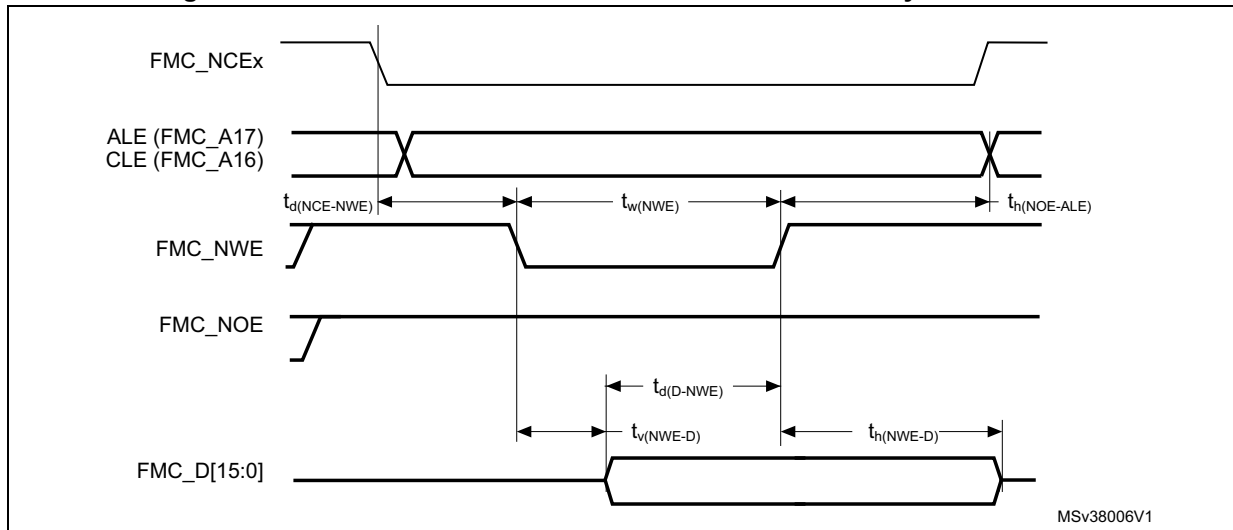 FMC_NCEx
ALE (FMC_A17)
CLE (FMC_A16)
td(NCE-NWE)
tw(NWE)
th(NOE-ALE)
FMC_NWE
FMC_NOE
td(D-NWE)
tv(NWE-D)
th(NWE-D)
FMC_D[15:0]
MSv38006V1